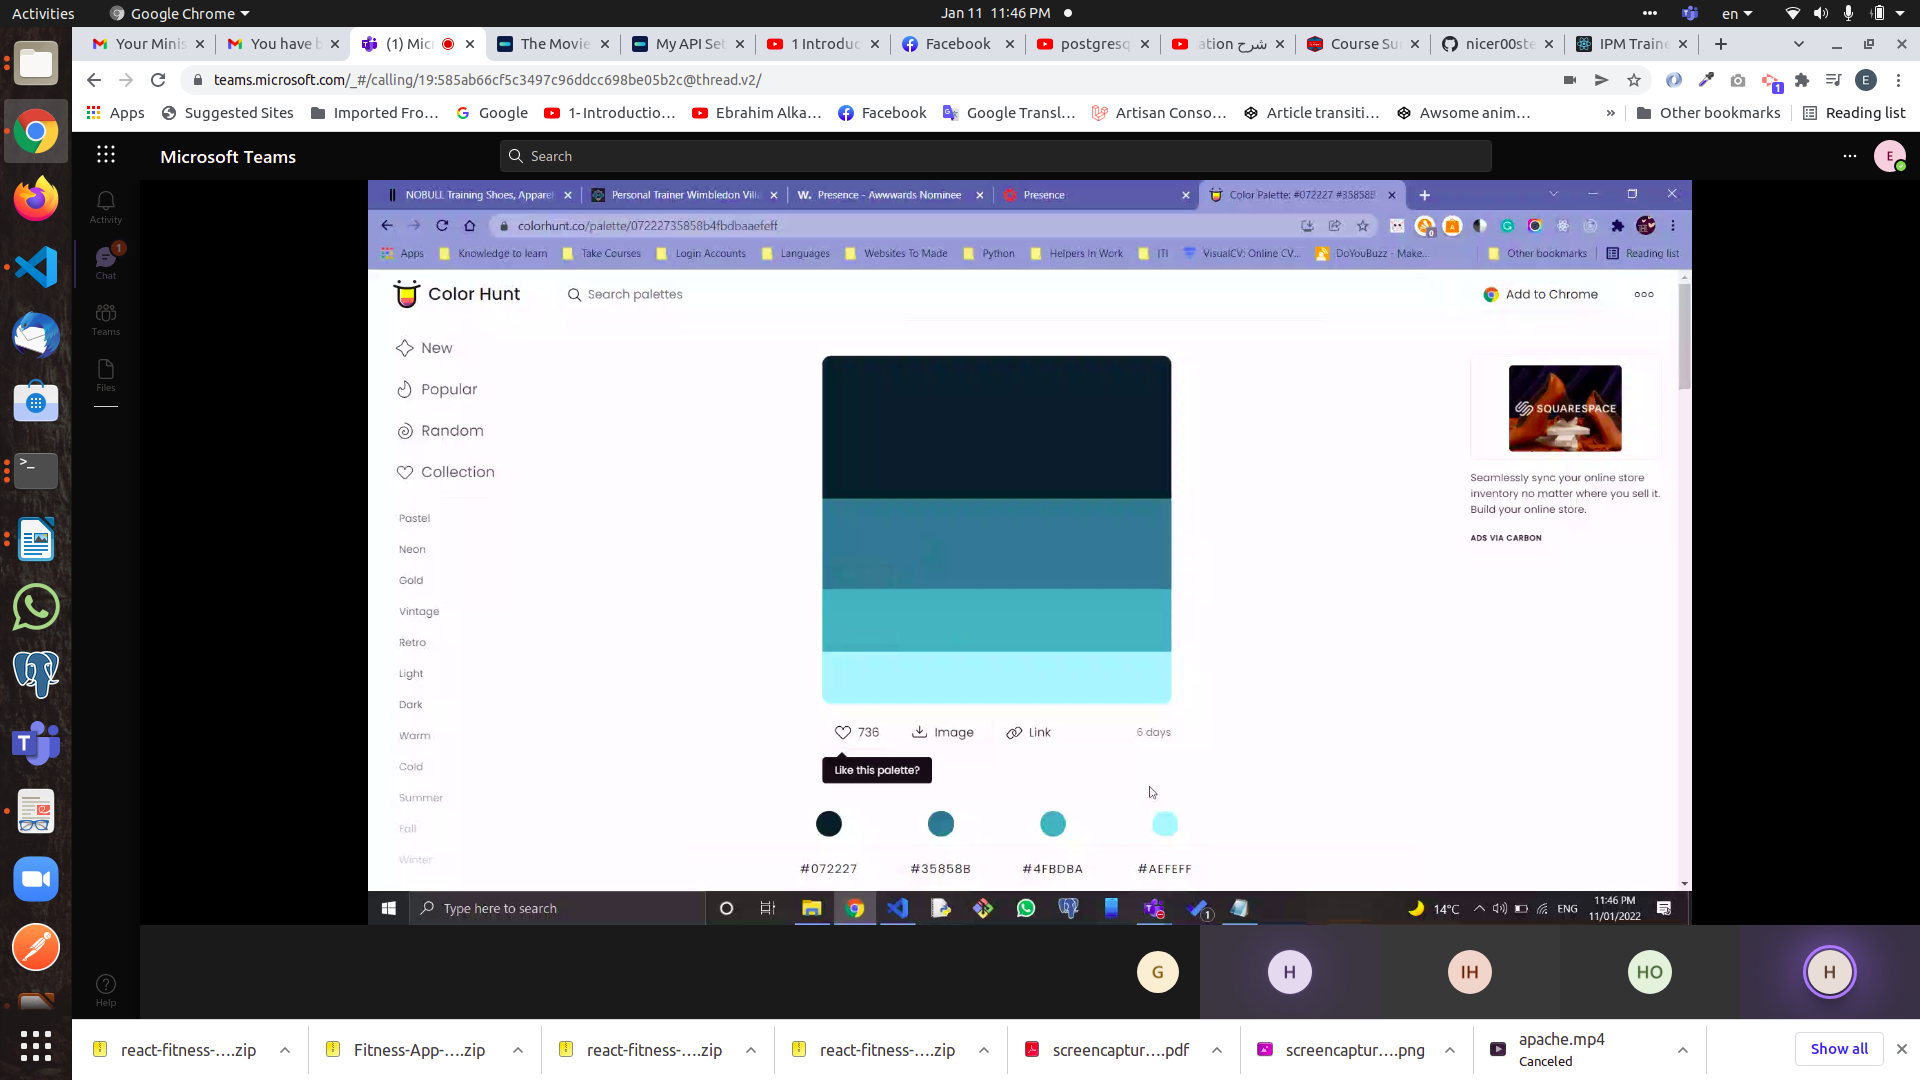 Activities
Google Chrome
Jan 11 11:46 PM
en
Your Minis
You have b
(1) Micr
The Movie
My API Set
1 Introduc
Facebook
postgresq
شرح ation
Course Su
nicer00ste
IPM Traine
teams.microsoft.com/_#/calling/19:585ab66cf5c3497c96ddcc698be05b2c@thread.v2/
E
1
Apps
Suggested Sites
Imported Fro…
Google
1- Introductio…
Ebrahim Alka…
Facebook
Google Transl…
Artisan Conso…
Article transiti…
Awsome anim…
»
Other bookmarks
Reading list
Microsoft Teams
Search
E
Activity
1
Chat
Teams
Files
Help
NOBULL Training Shoes, Apparel
Personal Trainer Wimbledon Villa
W. Presence - Awwwards Nominee
Presence
Color Palette: #072227 #35858B
colorhunt.co/palette/07222735858b4fbdbaaefeff
Apps
Knowledge to learn
Take Courses
Login Accounts
Languages
Websites To Made
Python
Helpers In Work
ITI
VisualCV: Online CV...
DoYouBuzz - Make...
Other bookmarks
Reading list
Color Hunt
Search palettes
Add to Chrome
New
Popular
Random
Collection
Pastel
Neon
Gold
Vintage
Retro
Light
Dark
Warm
Cold
Summer
Fall
Winter
736
Image
Link
6 days
Like this palette?
#072227
#35858B
#4FBDBA
#AEFEFF
SQUARESPACE
Seamlessly sync your online store
inventory no matter where you sell it.
Build your online store.
ADS VIA CARBON
Type here to search
1
14°C
ENG
11:46 PM
11/01/2022
G
H
IH
HO
H
react-fitness-….zip
Fitness-App-….zip
react-fitness-….zip
react-fitness-….zip
screencaptur….pdf
screencaptur….png
apache.mp4
Canceled
Show all